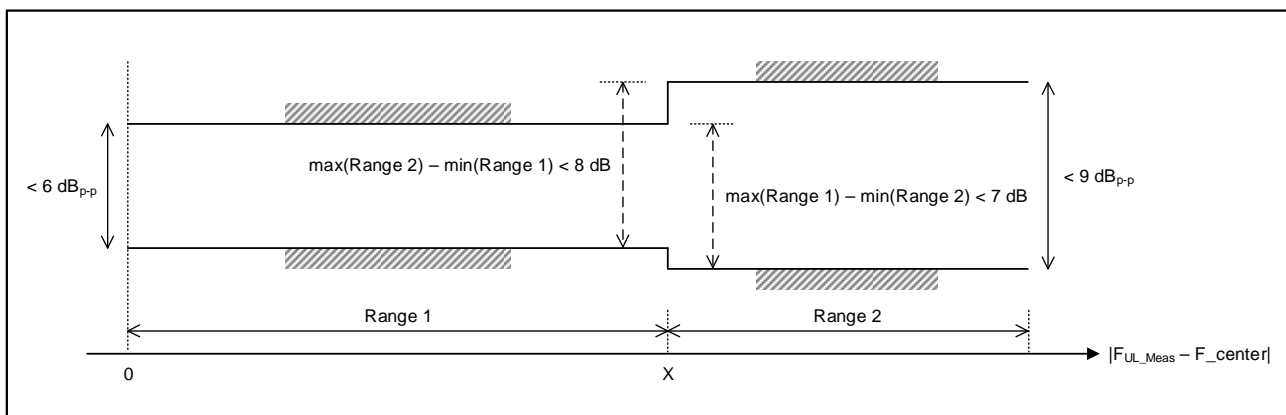 max(Range 2) – min(Range 1) < 8 dB
< 6 dBp-p
< 9 dBp-p
max(Range 1) – min(Range 2) < 7 dB
Range 1
Range 2
|FUL_Meas – F_center|
0
X